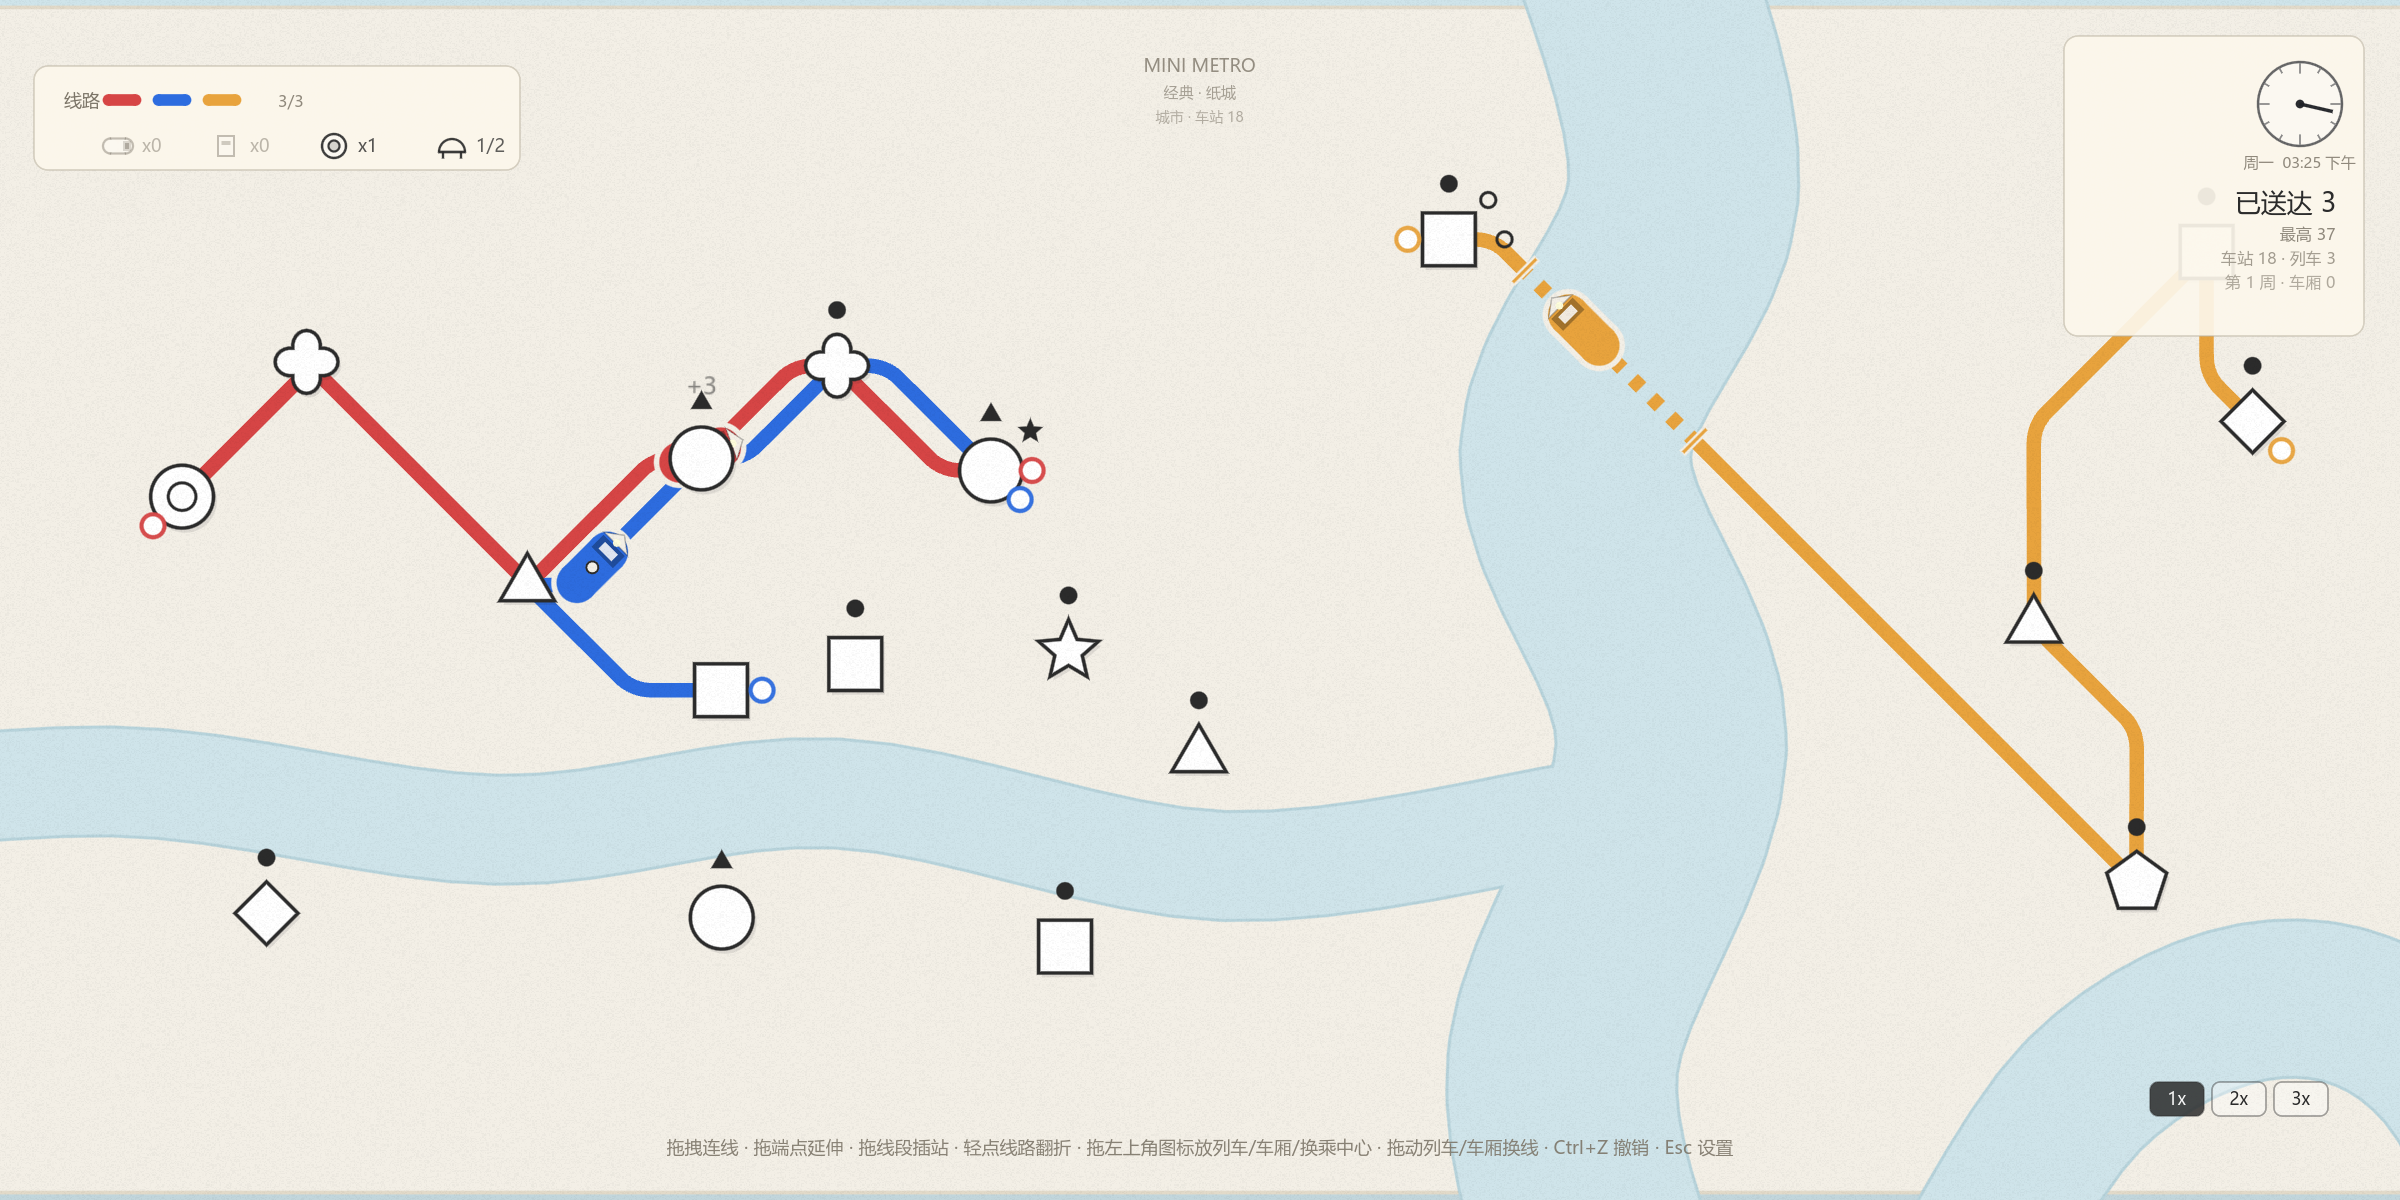 线路 3/3
x0 x0 x1 1/2
MINI METRO
经典 · 纸城
城市 · 车站 18
周一 03:25 下午
已送达 3
最高 37
车站 18 · 列车 3
第 1 周 · 车厢 0
+3
1x 2x 3x
拖拽连线 · 拖端点延伸 · 拖线段插站 · 轻点线路翻折 · 拖左上角图标放列车/车厢/换乘中心 · 拖动列车/车厢换线 · Ctrl+Z 撤销 · Esc 设置